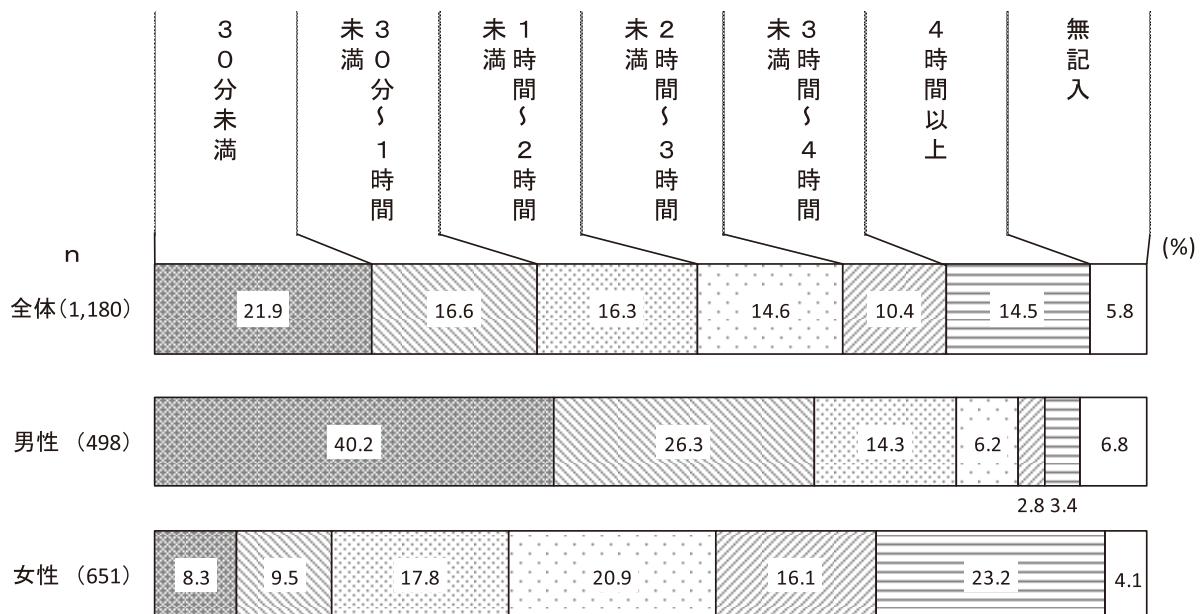 30分未満
30分~1時間
未満
1時間~2時間
未満
2時間~3時間
未満
3時間~4時間
未満
4時間以上
無記入
n
(%)
全体(1,180) 21.9 16.6 16.3 14.6 10.4 14.5 5.8
男性 (498) 40.2 26.3 14.3 6.2 6.8
2.8 3.4
女性 (651) 8.3 9.5 17.8 20.9 16.1 23.2 4.1